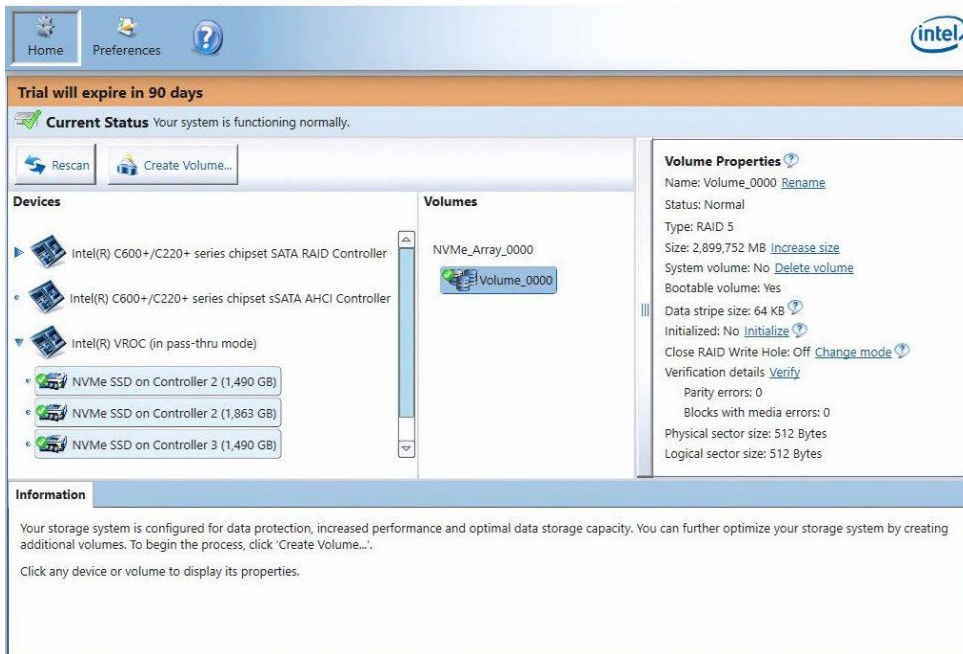 Home
Preferences
?
intel
Trial will expire in 90 days
Current Status Your system is functioning normally.
Rescan
Create Volume...
Devices
Intel(R) C600+/C220+ series chipset SATA RAID Controller
Intel(R) C600+/C220+ series chipset sSATA AHCI Controller
Intel(R) VROC (in pass-thru mode)
NVMe SSD on Controller 2 (1,490 GB)
NVMe SSD on Controller 2 (1,863 GB)
NVMe SSD on Controller 3 (1,490 GB)
Volumes
NVMe_Array_0000
Volume_0000
Volume Properties ?
Name: Volume_0000 Rename
Status: Normal
Type: RAID 5
Size: 2,899,752 MB Increase size
System volume: No Delete volume
Bootable volume: Yes
Data stripe size: 64 KB ?
Initialized: No Initialize ?
Close RAID Write Hole: Off Change mode ?
Verification details Verify
Parity errors: 0
Blocks with media errors: 0
Physical sector size: 512 Bytes
Logical sector size: 512 Bytes
Information
Your storage system is configured for data protection, increased performance and optimal data storage capacity. You can further optimize your storage system by creating
additional volumes. To begin the process, click 'Create Volume...'.
Click any device or volume to display its properties.